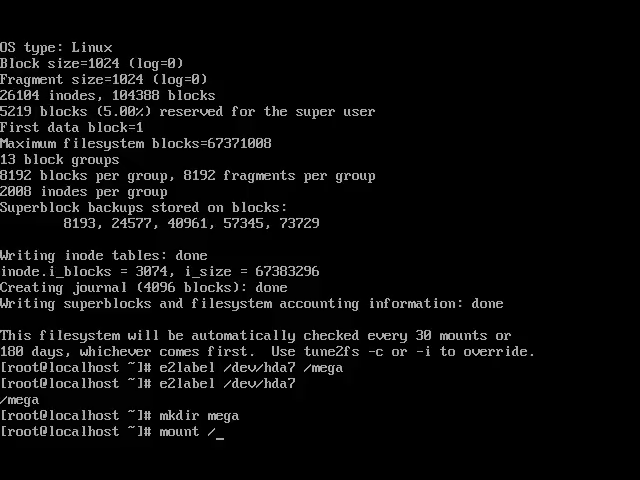 OS type: Linux
Block size=1024 (log=0)
Fragment size=1024 (log=0)
26104 inodes, 104388 blocks
5219 blocks (5.00%) reserved for the super user
First data block=1
Maximum filesystem blocks=67371008
13 block groups
8192 blocks per group, 8192 fragments per group
2008 inodes per group
Superblock backups stored on blocks:
8193, 24577, 40961, 57345, 73729
Writing inode tables: done
inode.i_blocks = 3074, i_size = 67383296
Creating journal (4096 blocks): done
Writing superblocks and filesystem accounting information: done
This filesystem will be automatically checked every 30 mounts or
180 days, whichever comes first.  Use tune2fs -c or -i to override.
[root@localhost ~]# e2label /dev/hda7 /mega
[root@localhost ~]# e2label /dev/hda7
/mega
[root@localhost ~]# mkdir mega
[root@localhost ~]# mount /_